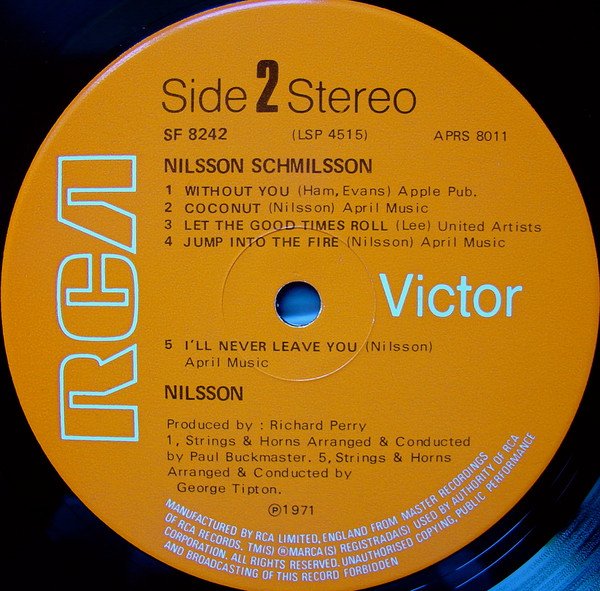 Side 2 Stereo
SF 8242 (LSP 4515) APRS 8011
NILSSON SCHMILSSON
1 WITHOUT YOU (Ham, Evans) Apple Pub.
2 COCONUT (Nilsson) April Music
3 LET THE GOOD TIMES ROLL (Lee) United Artists
4 JUMP INTO THE FIRE (Nilsson) April Music
RCA
Victor
5 I'LL NEVER LEAVE YOU (Nilsson)
April Music
NILSSON
Produced by : Richard Perry
1, Strings & Horns Arranged & Conducted
by Paul Buckmaster. 5, Strings & Horns
Arranged & Conducted by
George Tipton.
℗1971
MANUFACTURED BY RCA LIMITED, ENGLAND FROM MASTER RECORDINGS
OF RCA RECORDS. TM(S) ® MARCA(S) REGISTRADA(S) USED BY AUTHORITY OF RCA
CORPORATION. ALL RIGHTS RESERVED. UNAUTHORISED COPYING, PUBLIC PERFORMANCE
AND BROADCASTING OF THIS RECORD FORBIDDEN